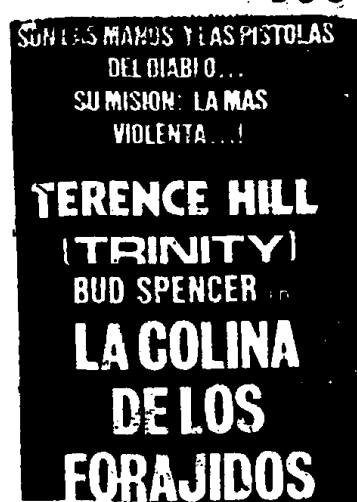 SON LAS MANOS Y LAS PISTOLAS
DEL DIABLO...
SU MISION: LA MAS
VIOLENTA...!
TERENCE HILL
(TRINITY)
BUD SPENCER in
LA COLINA
DE LOS
FORAJIDOS